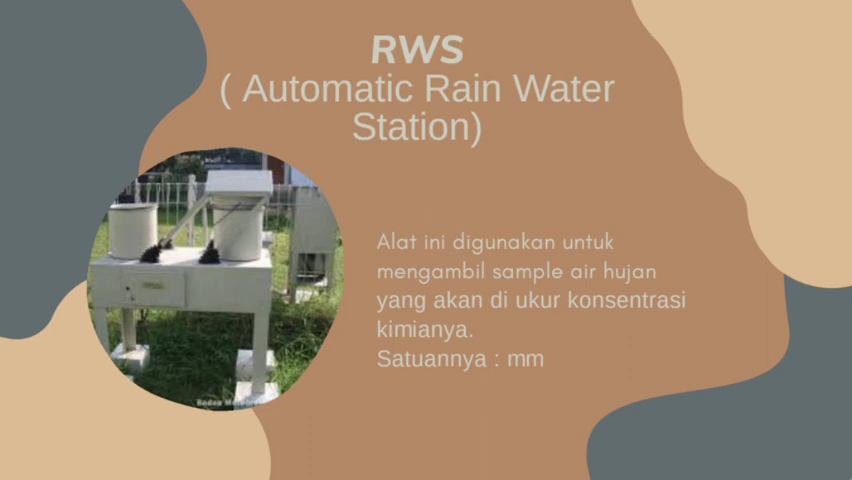 RWS
( Automatic Rain Water
Station)
Alat ini digunakan untuk
mengambil sample air hujan
yang akan di ukur konsentrasi
kimianya.
Satuannya : mm
Badan